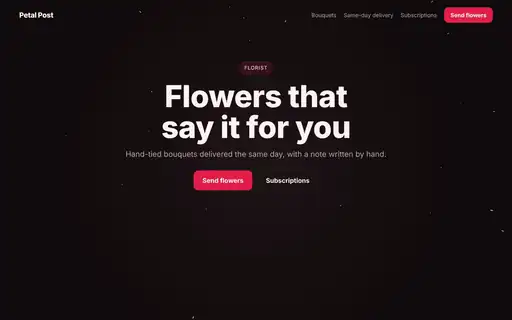 Petal Post
Bouquets
Same-day delivery
Subscriptions
Send flowers
FLORIST
Flowers that
say it for you
Hand-tied bouquets delivered the same day, with a note written by hand.
Send flowers
Subscriptions